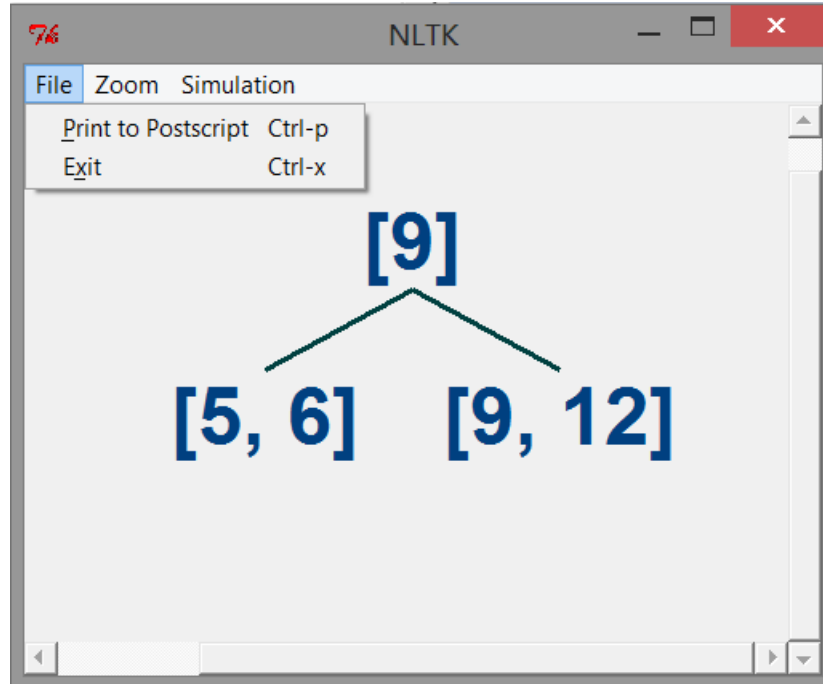 NLTK
File Zoom Simulation
Print to Postscript Ctrl-p
Exit Ctrl-x
[9]
[5, 6] [9, 12]